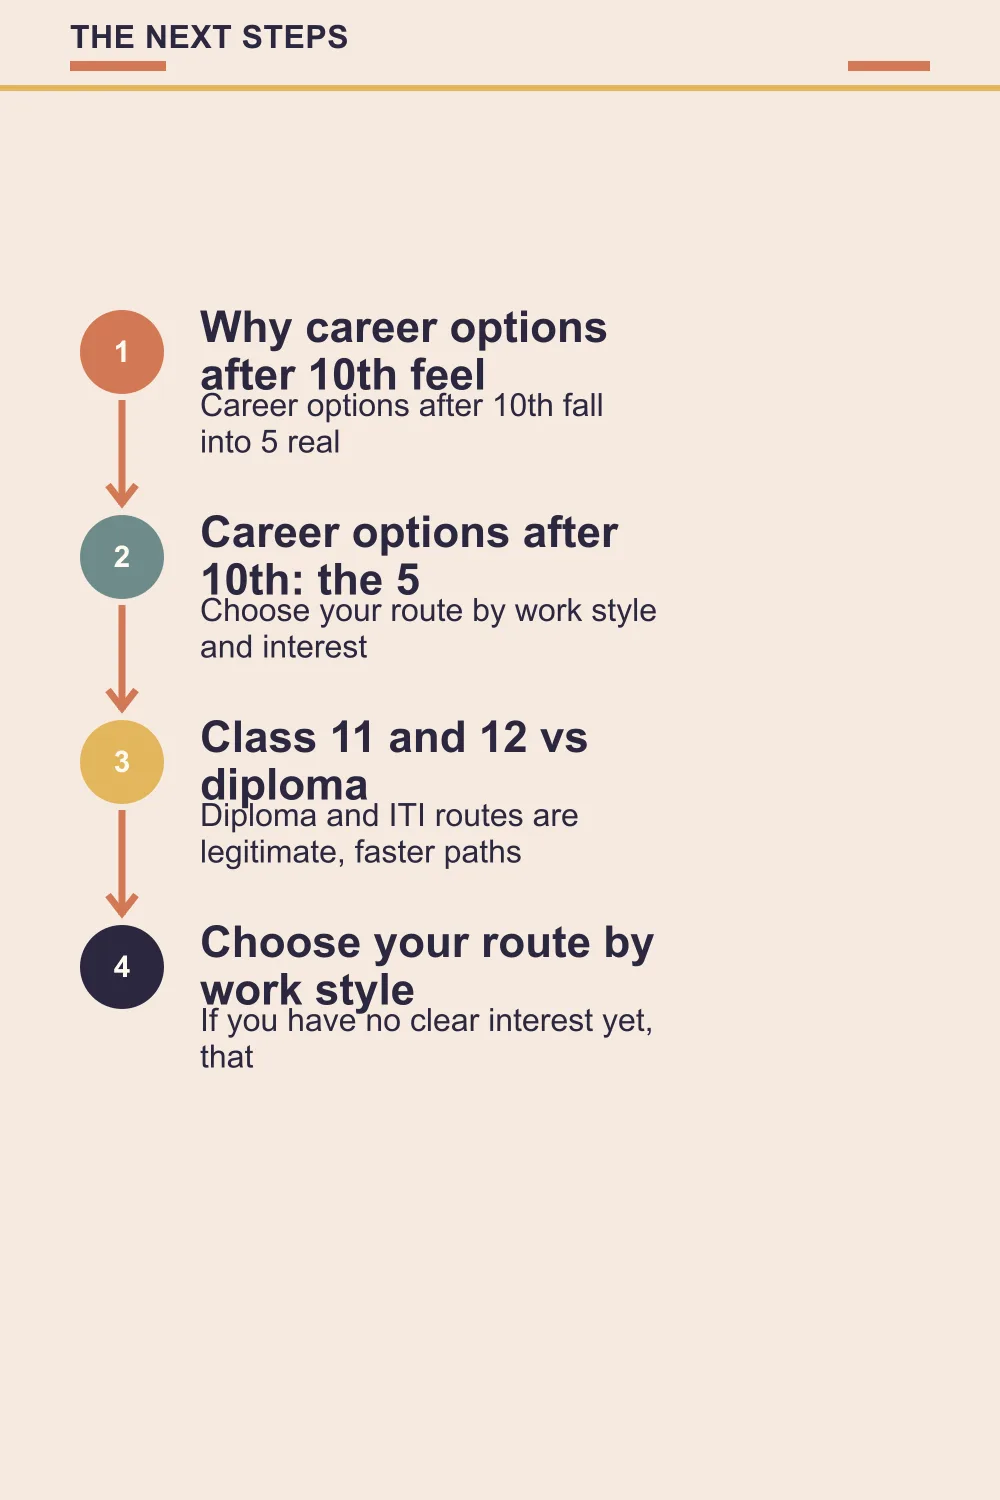 THE NEXT STEPS
1
Why career options
after 10th feel
Career options after 10th fall
into 5 real
2
Career options after
10th: the 5
Choose your route by work style
and interest
3
Class 11 and 12 vs
diploma
Diploma and ITI routes are
legitimate, faster paths
4
Choose your route by
work style
If you have no clear interest yet,
that